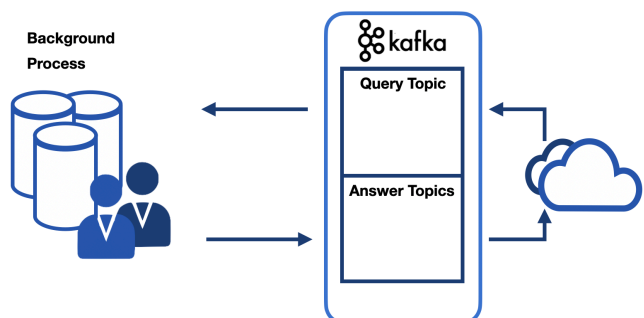 Background
Process
kafka
Query Topic
Answer Topics